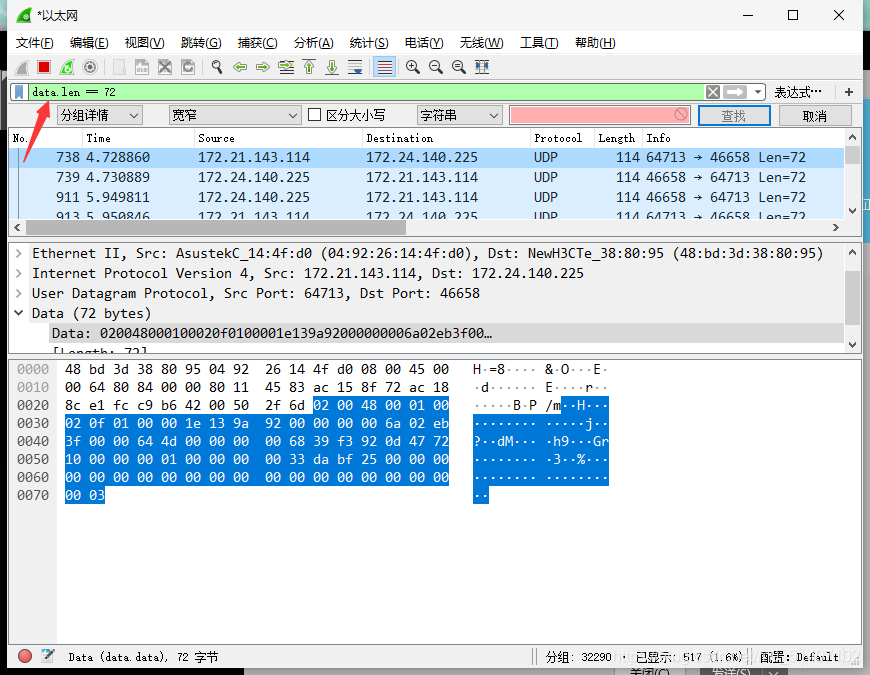 *以太网
文件(F) 编辑(E) 视图(V) 跳转(G) 捕获(C) 分析(A) 统计(S) 电话(Y) 无线(W) 工具(T) 帮助(H)
data.len == 72 表达式… +
分组详情 宽窄 区分大小写 字符串 查找 取消
No. Time Source Destination Protocol Length Info
738 4.728860 172.21.143.114 172.24.140.225 UDP 114 64713 → 46658 Len=72
739 4.730889 172.24.140.225 172.21.143.114 UDP 114 46658 → 64713 Len=72
911 5.949811 172.21.143.114 172.24.140.225 UDP 114 64713 → 46658 Len=72
913 5.950846 172.24.140.225 172.21.143.114 UDP 114 46658 → 64713 Len=72
Ethernet II, Src: AsustekC_14:4f:d0 (04:92:26:14:4f:d0), Dst: NewH3CTe_38:80:95 (48:bd:3d:38:80:95)
Internet Protocol Version 4, Src: 172.21.143.114, Dst: 172.24.140.225
User Datagram Protocol, Src Port: 64713, Dst Port: 46658
Data (72 bytes)
Data: 020048000100020f0100001e139a92000000006a02eb3f00…
[Length: 72]
0000 48 bd 3d 38 80 95 04 92 26 14 4f d0 08 00 45 00 H·=8···· &·O···E·
0010 00 64 80 84 00 00 80 11 45 83 ac 15 8f 72 ac 18 ·d······ E····r··
0020 8c e1 fc c9 b6 42 00 50 2f 6d 02 00 48 00 01 00 ·····B·P /m··H···
0030 02 0f 01 00 00 1e 13 9a 92 00 00 00 00 6a 02 eb ········ ·····j··
0040 3f 00 00 64 4d 00 00 00 00 68 39 f3 92 0d 47 72 ?··dM··· ·h9···Gr
0050 10 00 00 00 01 00 00 00 00 33 da bf 25 00 00 00 ········ ·3··%···
0060 00 00 00 00 00 00 00 00 00 00 00 00 00 00 00 00 ········ ········
0070 00 03 ··
Data (data.data), 72 字节 分组: 32290 · 已显示: 517 (1.6%) 配置: Default